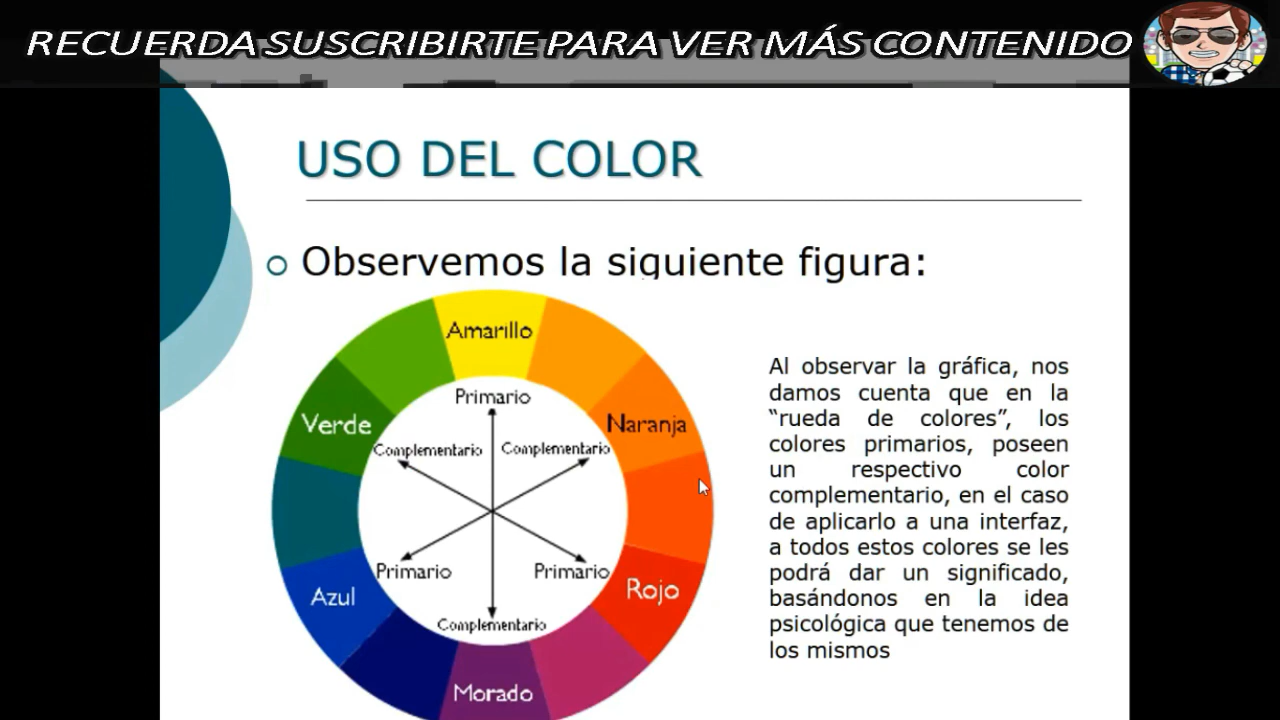 RECUERDA SUSCRIBIRTE PARA VER MÁS CONTENIDO
USO DEL COLOR
Observemos la siguiente figura:
Amarillo
Primario
Verde
Naranja
Complementario
Complementario
Al observar la gráfica, nos
damos cuenta que en la
“rueda de colores”, los
colores primarios, poseen
un respectivo color
complementario, en el caso
de aplicarlo a una interfaz,
a todos estos colores se les
podrá dar un significado,
basándonos en la idea
psicológica que tenemos de
los mismos
Primario
Primario
Azul
Rojo
Complementario
Morado